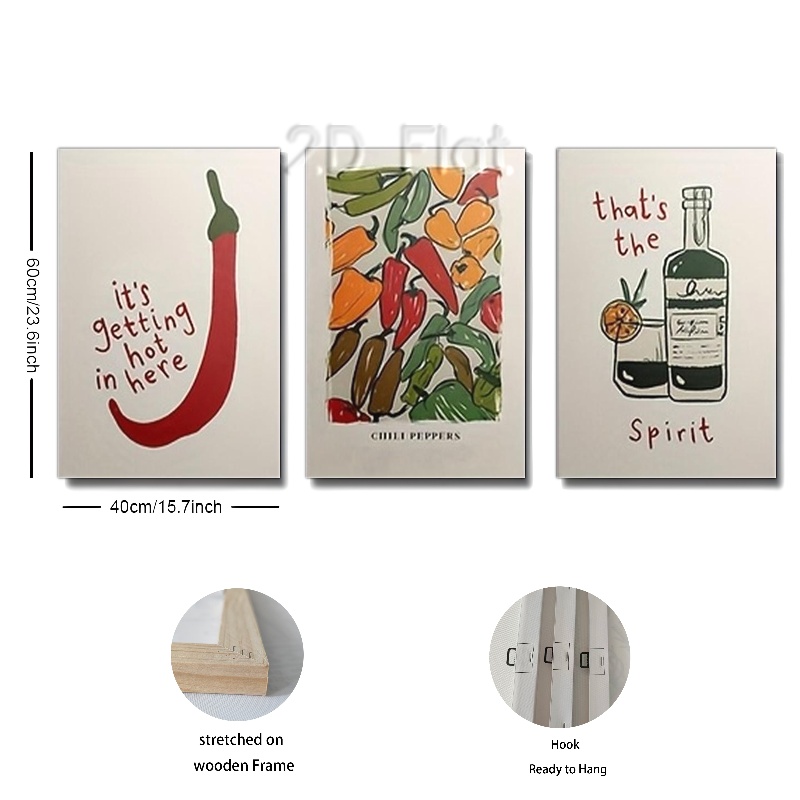 2D Flat
60cm/23.6inch
it's
getting
hot
in here
CHILI PEPPERS
that's
the
Spirit
40cm/15.7inch
stretched on
wooden Frame
Hook
Ready to Hang